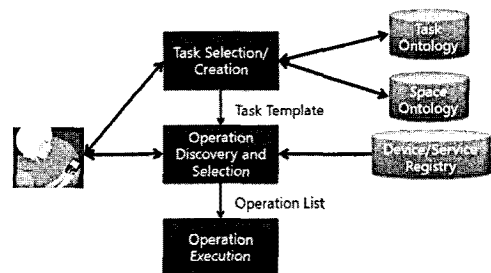 Task Selection/
Creation
Task
Ontology
Space
Ontology
Task Template
Operation
Discovery and
Selection
Device/Service
Registry
Operation List
Operation
Execution